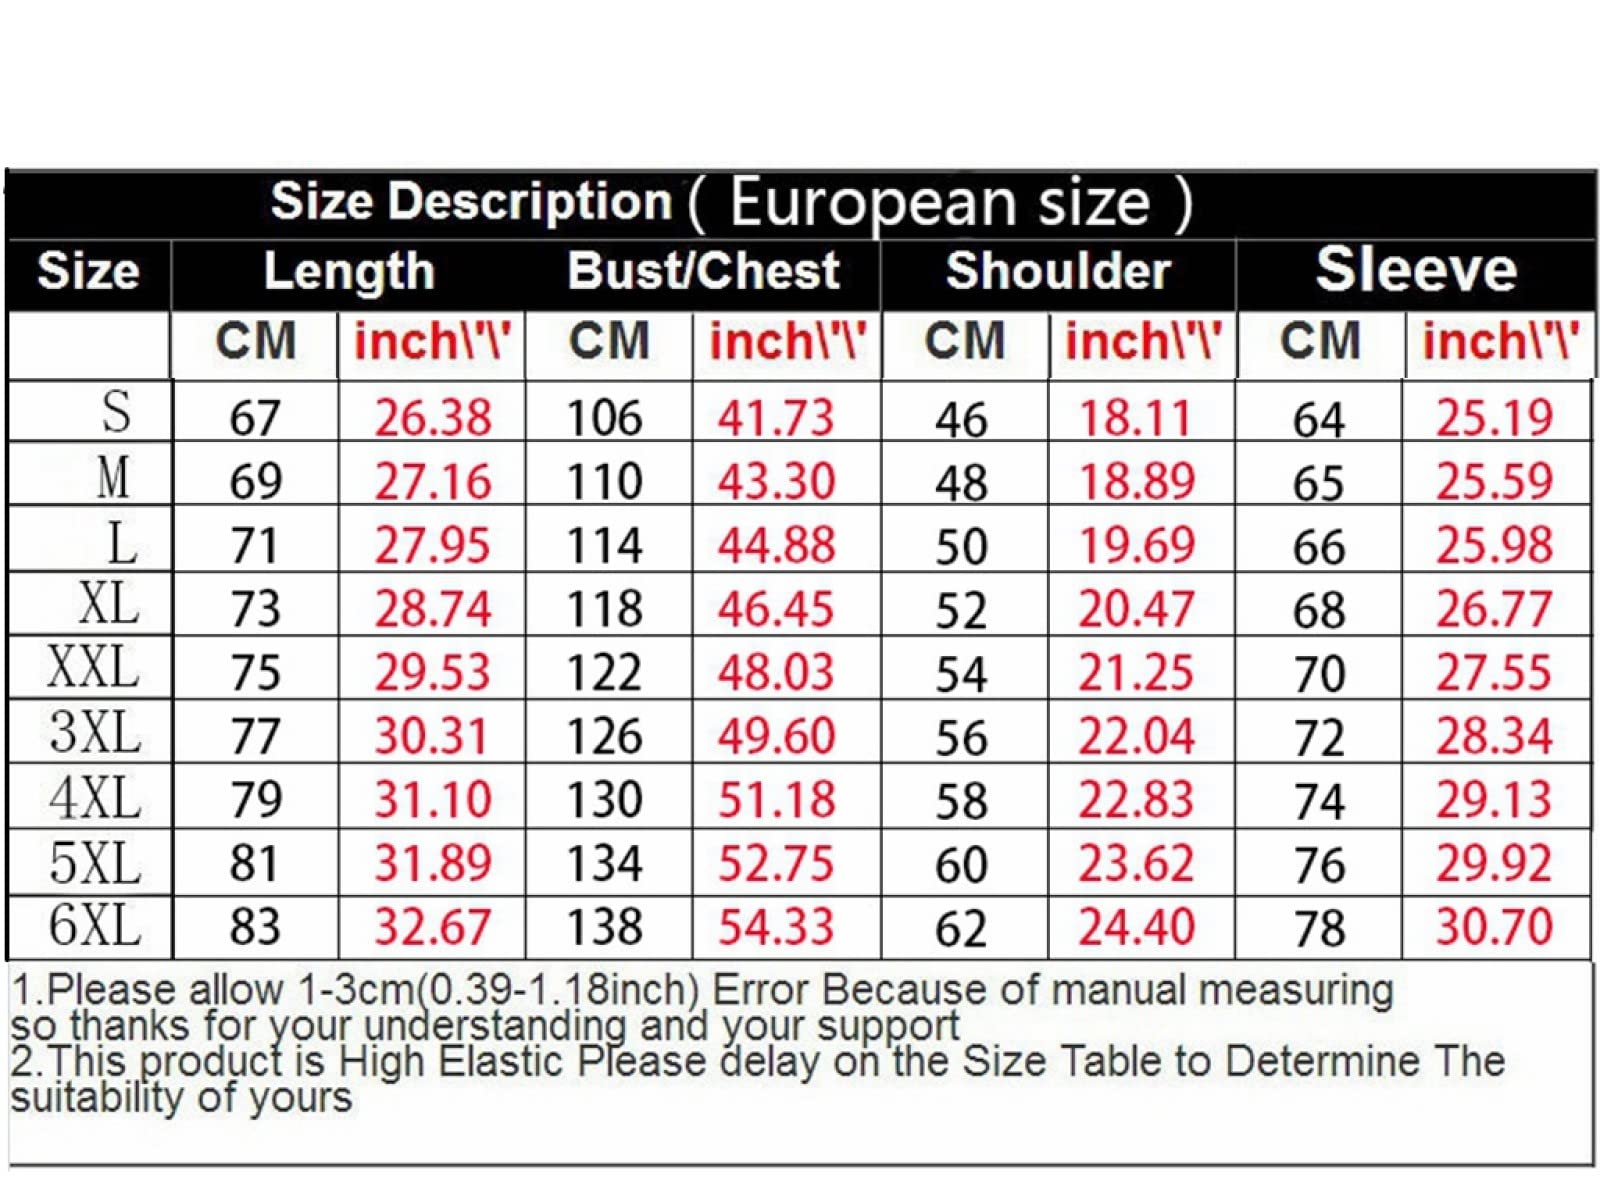 Size Description ( European size )
Size Length Bust/Chest Shoulder Sleeve
CM inch\'\' CM inch\'\' CM inch\'\' CM inch\'\'
S 67 26.38 106 41.73 46 18.11 64 25.19
M 69 27.16 110 43.30 48 18.89 65 25.59
L 71 27.95 114 44.88 50 19.69 66 25.98
XL 73 28.74 118 46.45 52 20.47 68 26.77
XXL 75 29.53 122 48.03 54 21.25 70 27.55
3XL 77 30.31 126 49.60 56 22.04 72 28.34
4XL 79 31.10 130 51.18 58 22.83 74 29.13
5XL 81 31.89 134 52.75 60 23.62 76 29.92
6XL 83 32.67 138 54.33 62 24.40 78 30.70
1.Please allow 1-3cm(0.39-1.18inch) Error Because of manual measuring
so thanks for your understanding and your support
2.This product is High Elastic Please delay on the Size Table to Determine The
suitability of yours